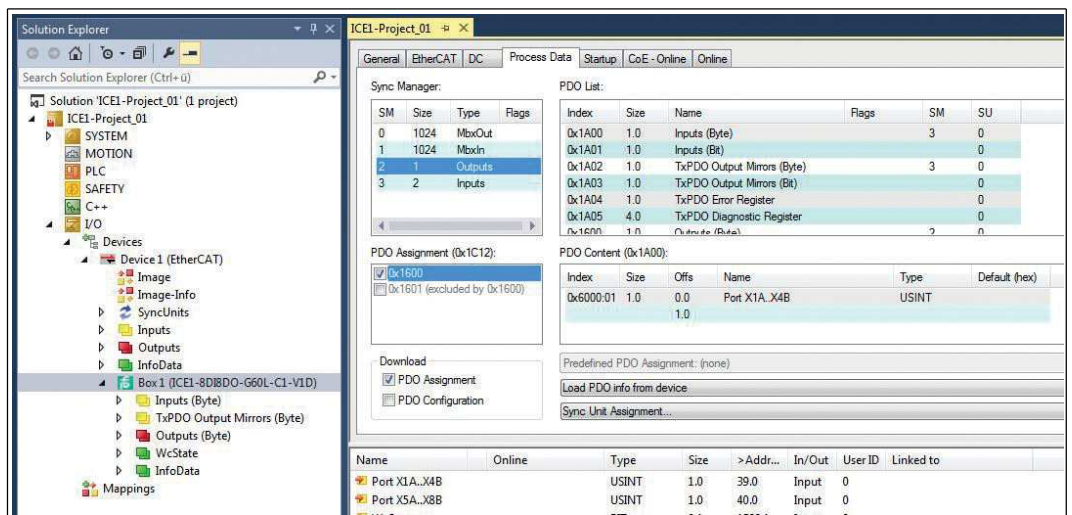 Solution Explorer
Search Solution Explorer (Ctrl+ü)
Solution 'ICE1-Project_01' (1 project)
ICE1-Project_01
SYSTEM
MOTION
PLC
SAFETY
C++
I/O
Devices
Device 1 (EtherCAT)
Image
Image-Info
SyncUnits
Inputs
Outputs
InfoData
Box 1 (ICE1-8DI8DO-G60L-C1-V1D)
Inputs (Byte)
TxPDO Output Mirrors (Byte)
Outputs (Byte)
WcState
InfoData
Mappings
ICE1-Project_01
General EtherCAT DC Process Data Startup CoE - Online Online
Sync Manager:
SM Size Type Flags
0 1024 MbxOut
1 1024 MbxIn
2 1 Outputs
3 2 Inputs
PDO List:
Index Size Name Flags SM SU
0x1A00 1.0 Inputs (Byte) 3 0
0x1A01 1.0 Inputs (Bit) 0
0x1A02 1.0 TxPDO Output Mirrors (Byte) 3 0
0x1A03 1.0 TxPDO Output Mirrors (Bit) 0
0x1A04 1.0 TxPDO Error Register 0
0x1A05 4.0 TxPDO Diagnostic Register 0
0x1600 1.0 Outputs (Byte) 2 0
PDO Assignment (0x1C12):
0x1600
0x1601 (excluded by 0x1600)
PDO Content (0x1A00):
Index Size Offs Name Type Default (hex)
0x6000:01 1.0 0.0 Port X1A..X4B USINT
1.0
Download
PDO Assignment
PDO Configuration
Predefined PDO Assignment: (none)
Load PDO info from device
Sync Unit Assignment...
Name Online Type Size >Addr... In/Out User ID Linked to
Port X1A..X4B USINT 1.0 39.0 Input 0
Port X5A..X8B USINT 1.0 40.0 Input 0